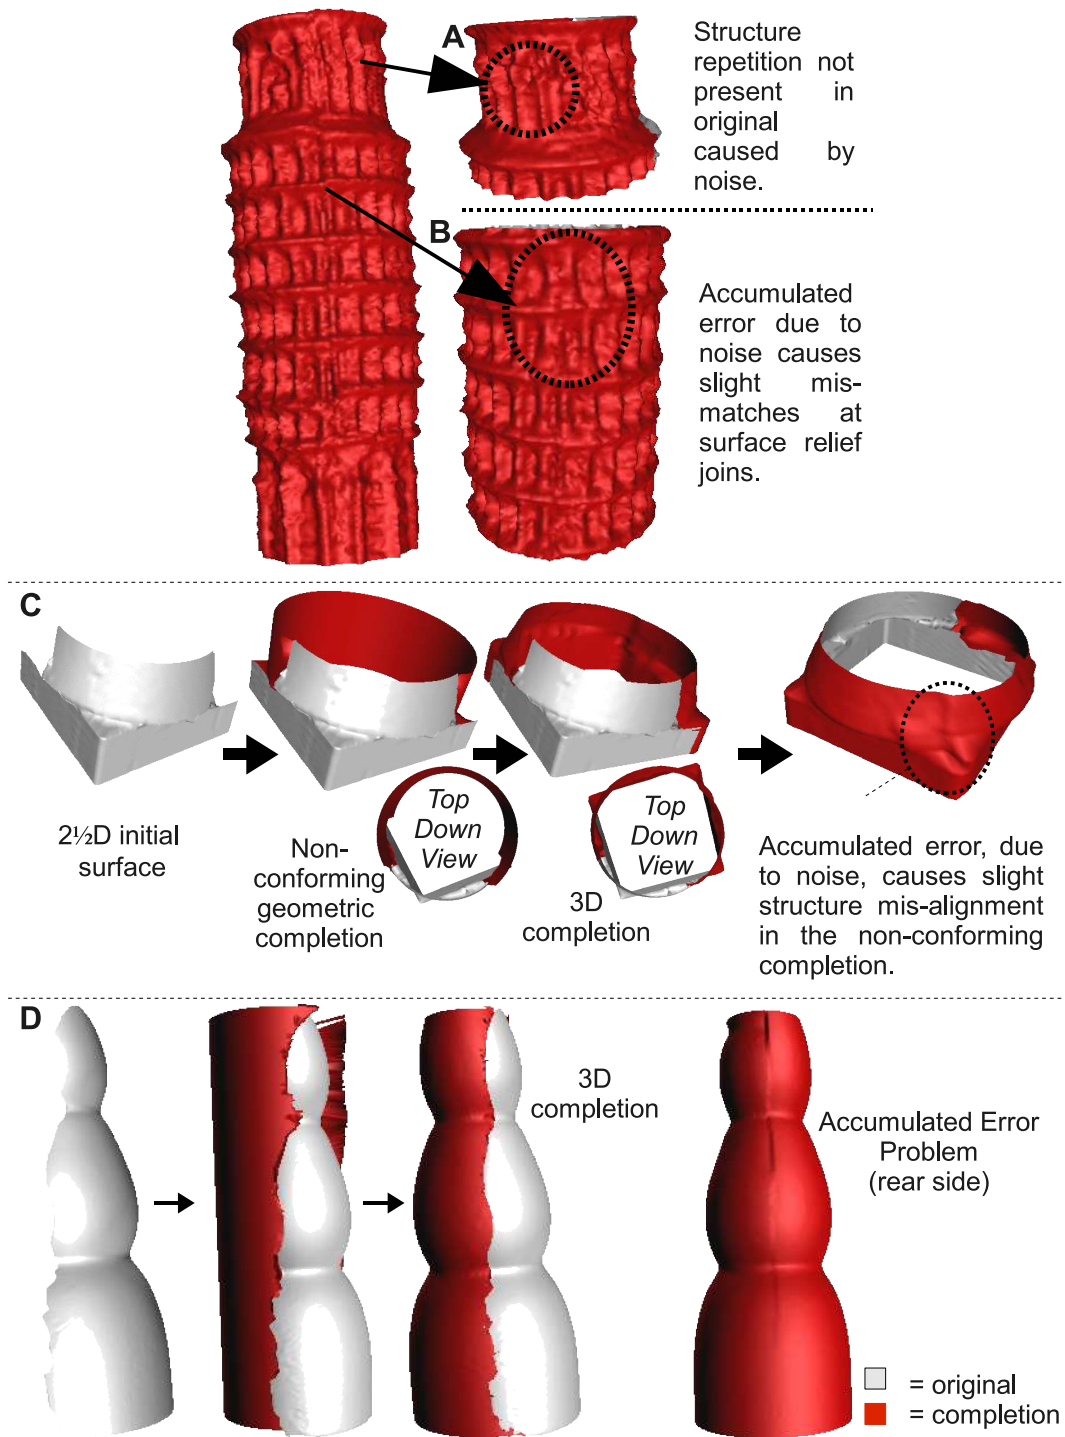 A
Structure
repetition not
present in
original
caused by
noise.
B
Accumulated
error due to
noise causes
slight mis-
matches at
surface relief
joins.
C
2½D initial
surface
Non-
conforming
geometric
completion
Top
Down
View
3D
completion
Top
Down
View
Accumulated error, due
to noise, causes slight
structure mis-alignment
in the non-conforming
completion.
D
3D
completion
Accumulated Error
Problem
(rear side)
= original
= completion